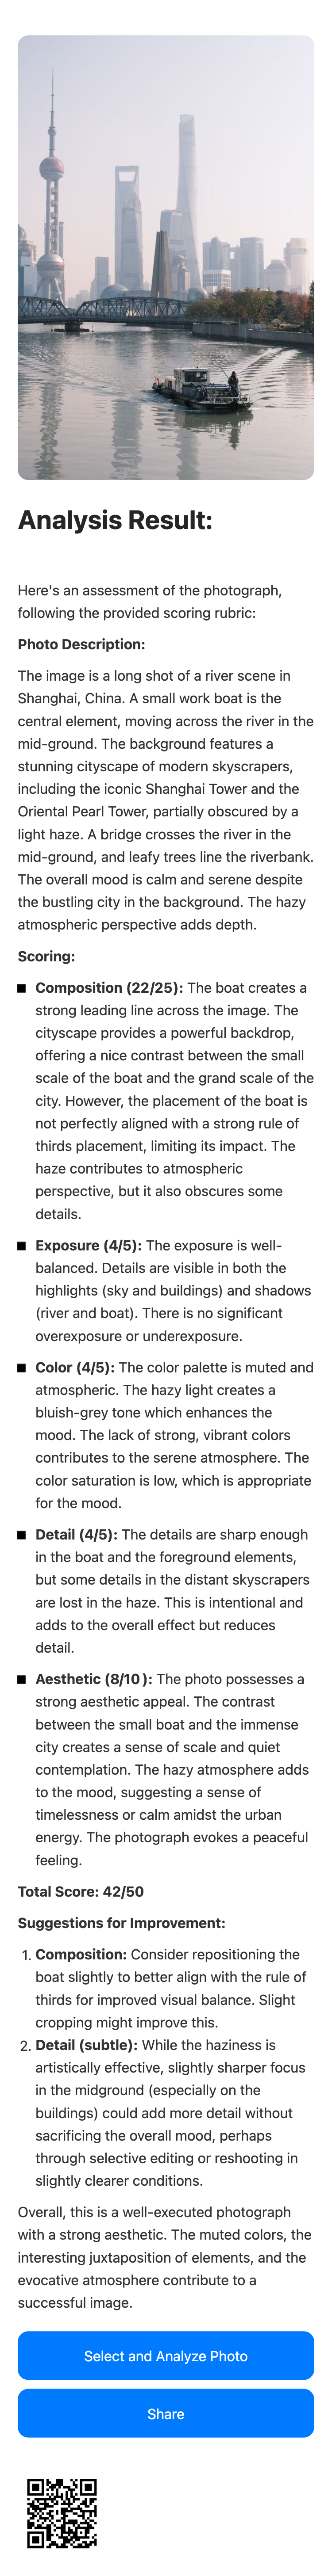 Analysis Result:
Here's an assessment of the photograph,
following the provided scoring rubric:
Photo Description:
The image is a long shot of a river scene in
Shanghai, China. A small work boat is the
central element, moving across the river in the
mid-ground. The background features a
stunning cityscape of modern skyscrapers,
including the iconic Shanghai Tower and the
Oriental Pearl Tower, partially obscured by a
light haze. A bridge crosses the river in the
mid-ground, and leafy trees line the riverbank.
The overall mood is calm and serene despite
the bustling city in the background. The hazy
atmospheric perspective adds depth.
Scoring:
Composition (22/25): The boat creates a
strong leading line across the image. The
cityscape provides a powerful backdrop,
offering a nice contrast between the small
scale of the boat and the grand scale of the
city. However, the placement of the boat is
not perfectly aligned with a strong rule of
thirds placement, limiting its impact. The
haze contributes to atmospheric
perspective, but it also obscures some
details.
Exposure (4/5): The exposure is well-
balanced. Details are visible in both the
highlights (sky and buildings) and shadows
(river and boat). There is no significant
overexposure or underexposure.
Color (4/5): The color palette is muted and
atmospheric. The hazy light creates a
bluish-grey tone which enhances the
mood. The lack of strong, vibrant colors
contributes to the serene atmosphere. The
color saturation is low, which is appropriate
for the mood.
Detail (4/5): The details are sharp enough
in the boat and the foreground elements,
but some details in the distant skyscrapers
are lost in the haze. This is intentional and
adds to the overall effect but reduces
detail.
Aesthetic (8/10): The photo possesses a
strong aesthetic appeal. The contrast
between the small boat and the immense
city creates a sense of scale and quiet
contemplation. The hazy atmosphere adds
to the mood, suggesting a sense of
timelessness or calm amidst the urban
energy. The photograph evokes a peaceful
feeling.
Total Score: 42/50
Suggestions for Improvement:
1. Composition: Consider repositioning the
boat slightly to better align with the rule of
thirds for improved visual balance. Slight
cropping might improve this.
2. Detail (subtle): While the haziness is
artistically effective, slightly sharper focus
in the midground (especially on the
buildings) could add more detail without
sacrificing the overall mood, perhaps
through selective editing or reshooting in
slightly clearer conditions.
Overall, this is a well-executed photograph
with a strong aesthetic. The muted colors, the
interesting juxtaposition of elements, and the
evocative atmosphere contribute to a
successful image.
Select and Analyze Photo
Share